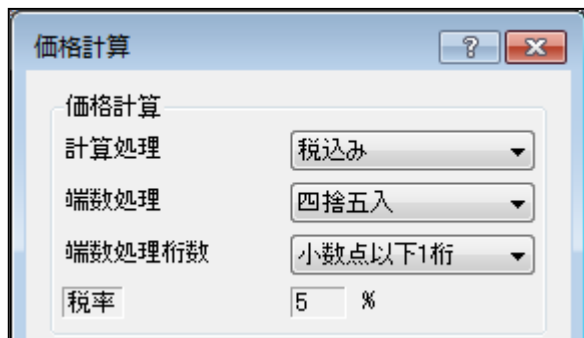 価格計算
価格計算
計算処理 税込み
端数処理 四捨五入
端数処理桁数 小数点以下1桁
税率 5 %